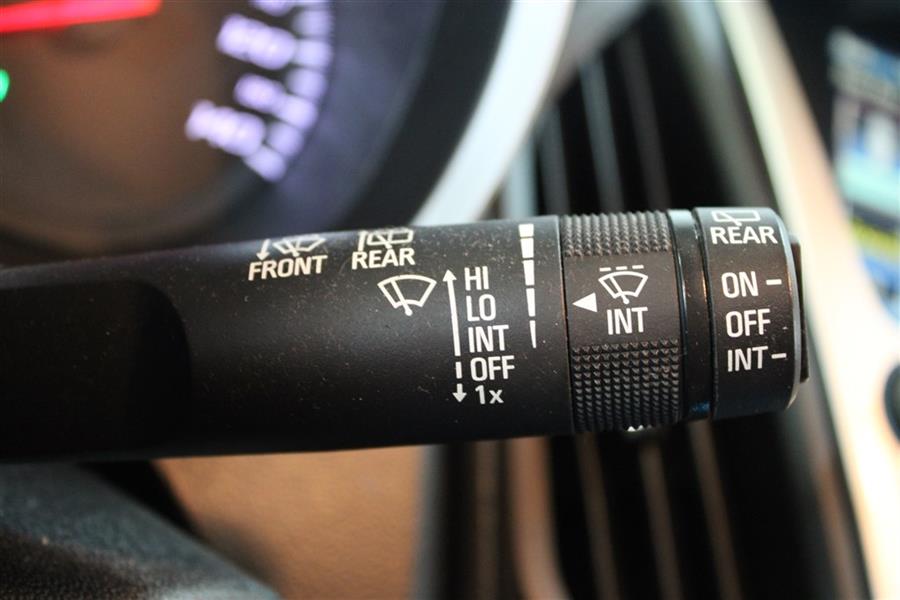 FRONT
REAR
HI
LO
INT
OFF
1x
INT
REAR
ON
OFF
INT